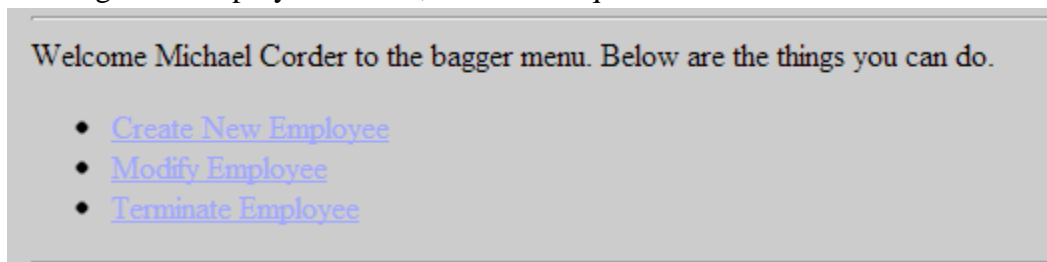 Welcome Michael Corder to the bagger menu. Below are the things you can do.
Create New Employee
Modify Employee
Terminate Employee